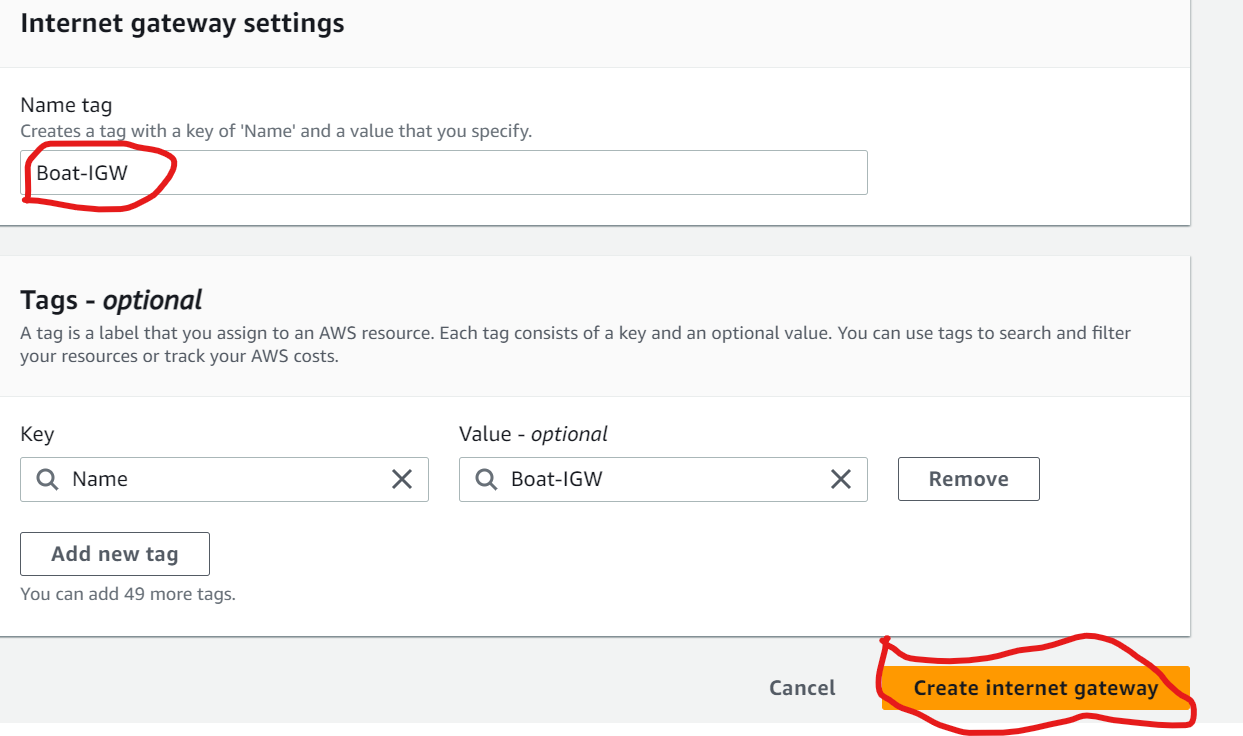 Internet gateway settings
Name tag
Creates a tag with a key of 'Name' and a value that you specify.
Boat-IGW
Tags - optional
A tag is a label that you assign to an AWS resource. Each tag consists of a key and an optional value. You can use tags to search and filter
your resources or track your AWS costs.
Key
Value - optional
Name
Boat-IGW
Remove
Add new tag
You can add 49 more tags.
Cancel
Create internet gateway